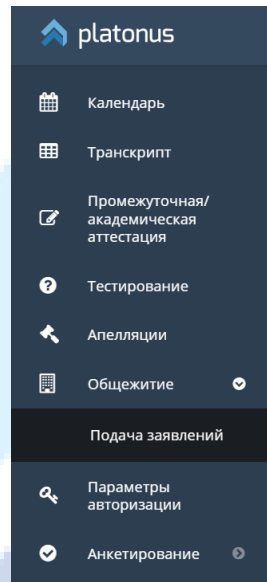 platonus
Календарь
Транскрипт
Промежуточная/
академическая
аттестация
Тестирование
Апелляции
Общежитие
Подача заявлений
Параметры
авторизации
Анкетирование